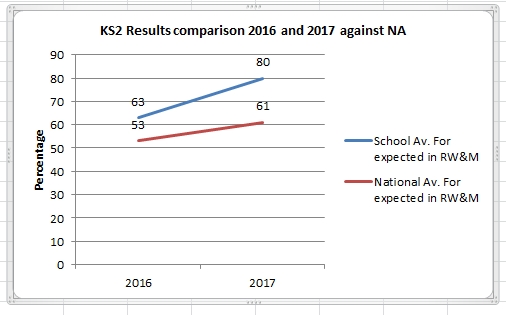 KS2 Results comparison 2016 and 2017 against NA
Percentage
90
80
70
60
50
40
30
20
10
0
63
80
53
61
2016
2017
School Av. For
expected in RW&M
National Av. For
expected in RW&M